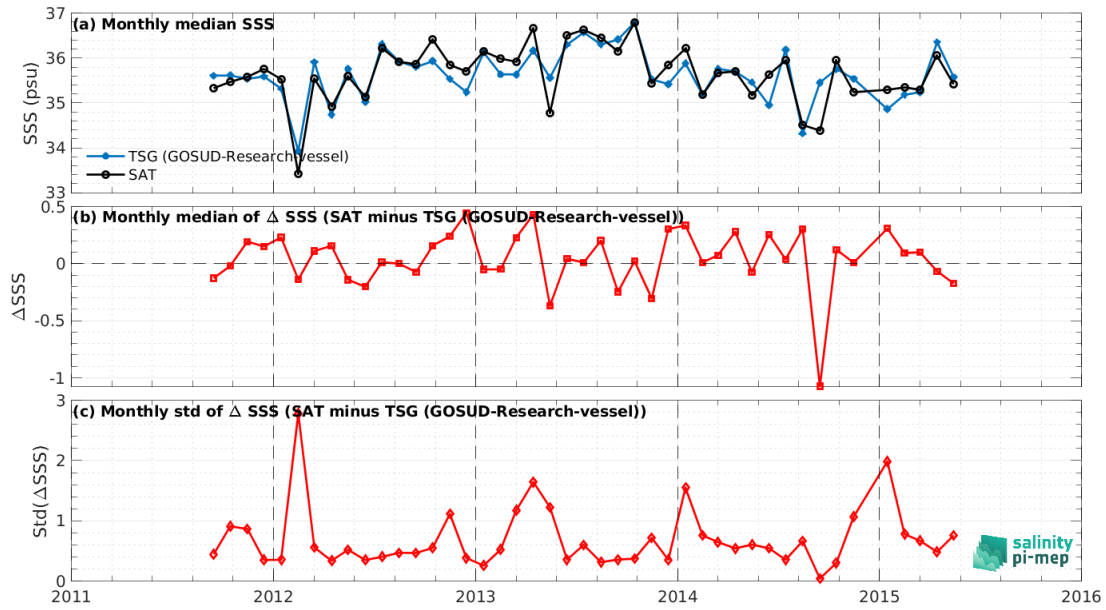 (a) Monthly median SSS
37
36
35
34
33
SSS (psu)
TSG (GOSUD-Research-vessel)
SAT
(b) Monthly median of Δ SSS (SAT minus TSG (GOSUD-Research-vessel))
0.5
0
-0.5
-1
ΔSSS
(c) Monthly std of Δ SSS (SAT minus TSG (GOSUD-Research-vessel))
3
2
1
0
Std(ΔSSS)
salinity
pi-mep
2011 2012 2013 2014 2015 2016